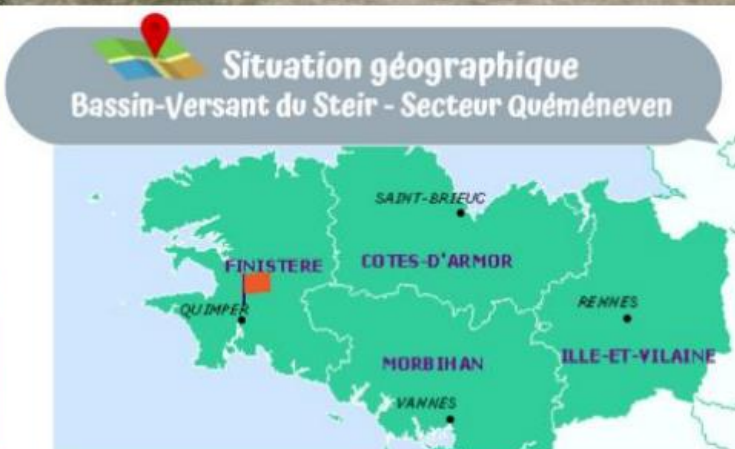 Situation géographique
Bassin-Versant du Steir - Secteur Quéméneven
SAINT-BRIEUC
FINISTERE
COTES-D'ARMOR
QUIMPER
RENNES
MORBIHAN
ILLE-ET-VILAINE
VANNES